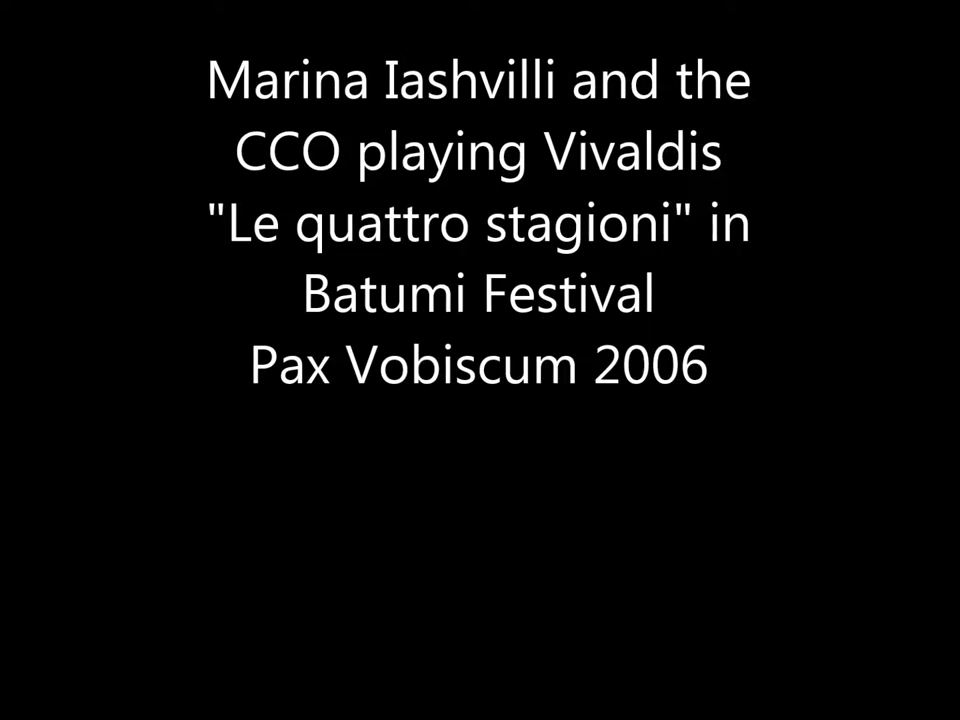 Marina Iashvilli and the
CCO playing Vivaldis
"Le quattro stagioni" in
Batumi Festival
Pax Vobiscum 2006